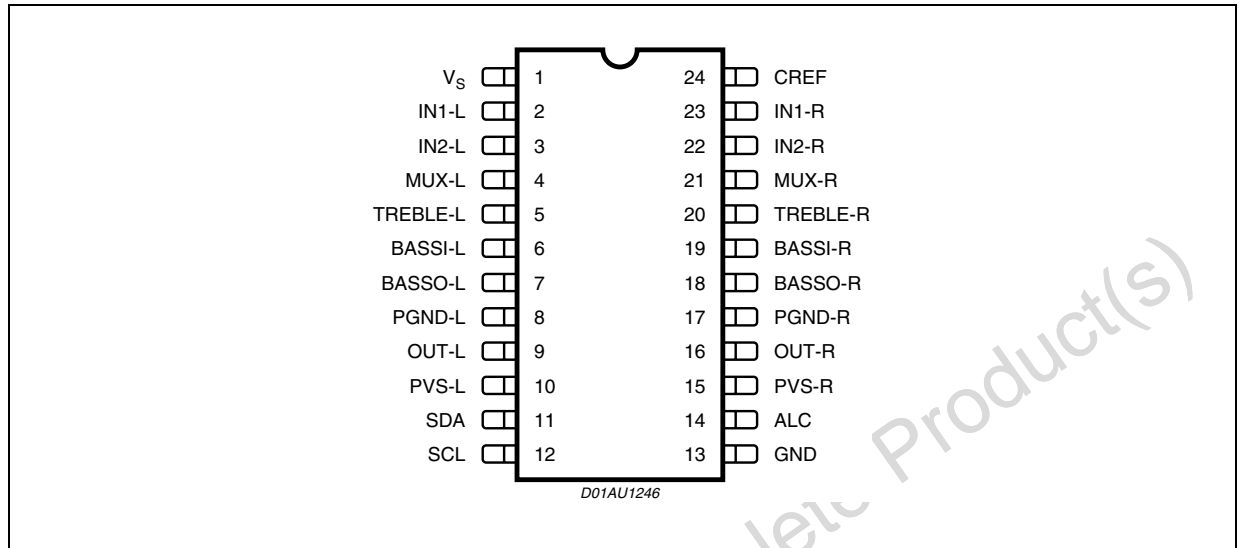 V_S 1 24 CREF
IN1-L 2 23 IN1-R
IN2-L 3 22 IN2-R
MUX-L 4 21 MUX-R
TREBLE-L 5 20 TREBLE-R
BASSI-L 6 19 BASSI-R
BASSO-L 7 18 BASSO-R
PGND-L 8 17 PGND-R
OUT-L 9 16 OUT-R
PVS-L 10 15 PVS-R
SDA 11 14 ALC
SCL 12 13 GND
D01AU1246
Product(s)